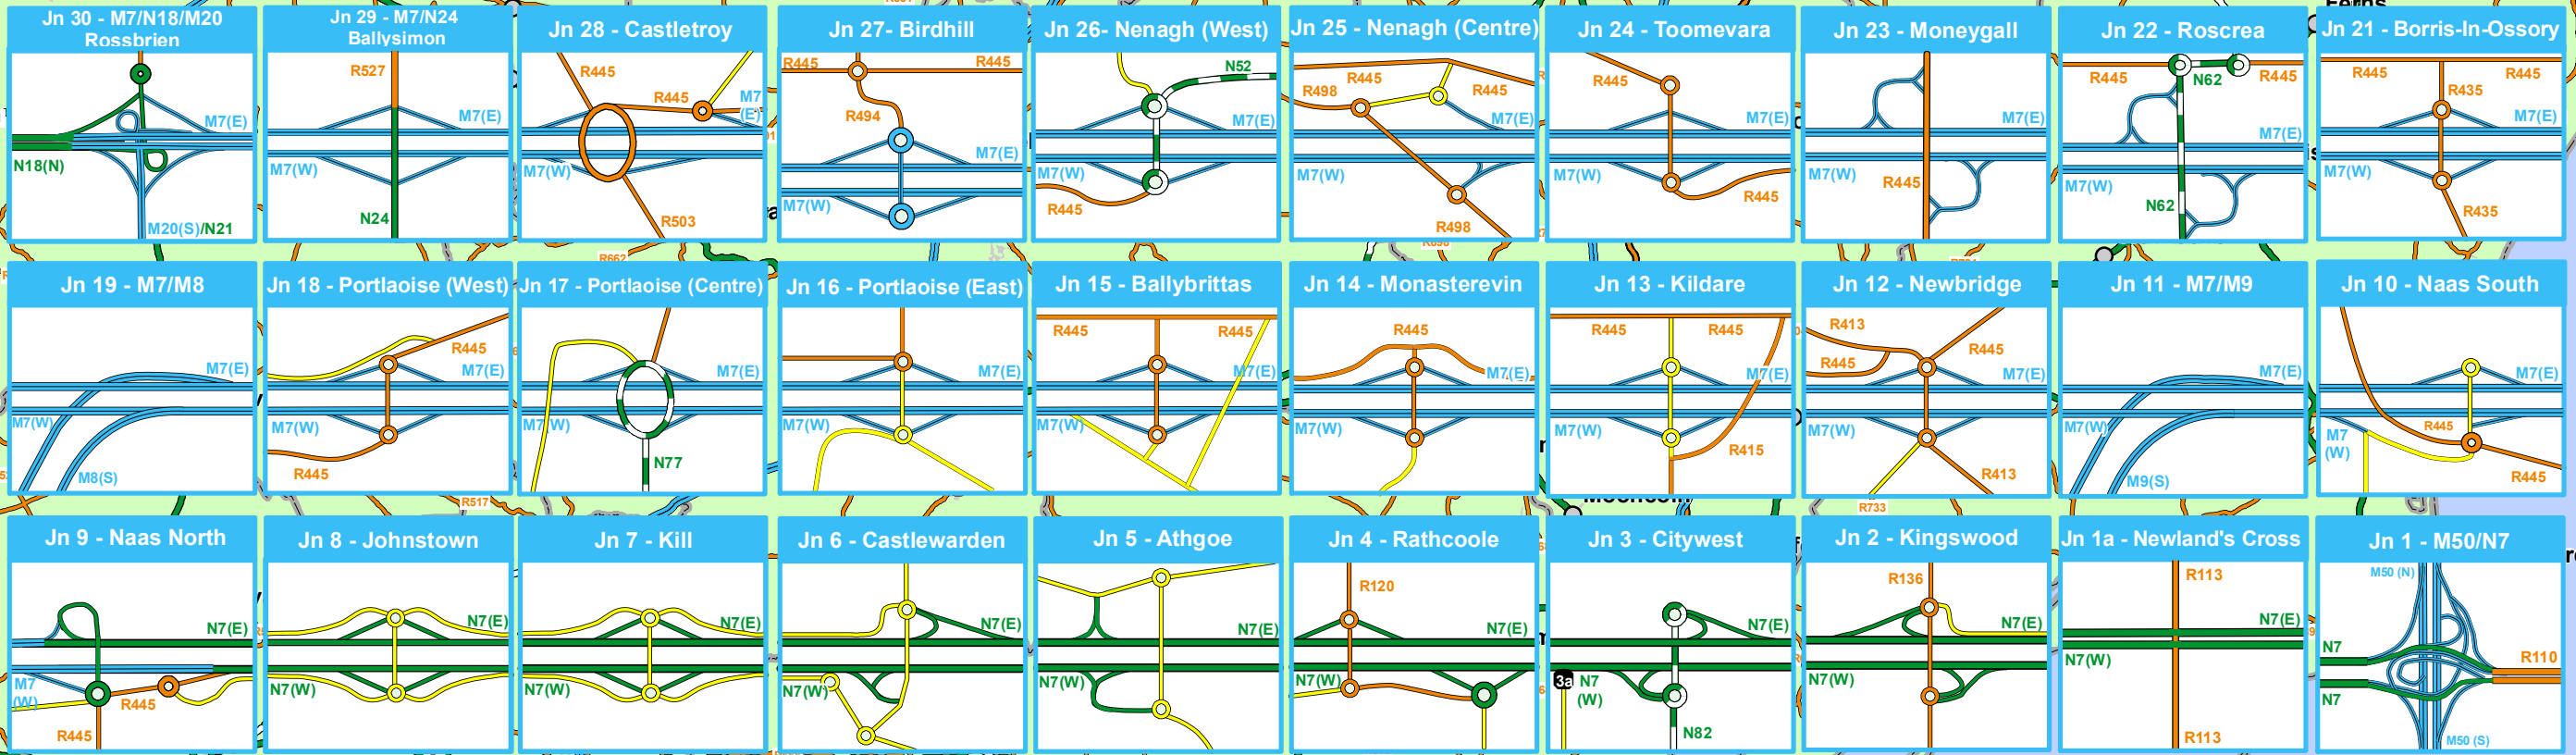 Jn 30 - M7/N18/M20
Rossbrien
M7(E)
N18(N)
M20(S)/N21
Jn 29 - M7/N24
Ballysimon
R527
M7(E)
M7(W)
N24
Jn 28 - Castletroy
R445
R445
M7
(E)
M7(W)
R503
Jn 27- Birdhill
R445
R445
R494
M7(E)
M7(W)
Jn 26- Nenagh (West)
N52
M7(E)
M7(W)
R445
Jn 25 - Nenagh (Centre)
R445
R498
R445
M7(E)
M7(W)
R498
Jn 24 - Toomevara
R445
M7(E)
M7(W)
R445
Jn 23 - Moneygall
M7(E)
M7(W)
R445
Jn 22 - Roscrea
R445
N62
R445
M7(E)
M7(W)
N62
Jn 21 - Borris-In-Ossory
R445
R445
R435
M7(E)
M7(W)
R435
R662
Jn 19 - M7/M8
M7(E)
M7(W)
M8(S)
Jn 18 - Portlaoise (West)
R445
M7(E)
M7(W)
R445
Jn 17 - Portlaoise (Centre)
M7(E)
M7(W)
N77
Jn 16 - Portlaoise (East)
M7(E)
M7(W)
Jn 15 - Ballybrittas
R445
R445
M7(E)
M7(W)
Jn 14 - Monasterevin
R445
M7(E)
M7(W)
Jn 13 - Kildare
R445
R445
M7(E)
M7(W)
R415
Jn 12 - Newbridge
R413
R445
R445
M7(E)
M7(W)
R413
Jn 11 - M7/M9
M7(E)
M7(W)
M9(S)
Jn 10 - Naas South
M7(E)
R445
M7
(W)
R445
R517
R733
Jn 9 - Naas North
N7(E)
M7
(W)
R445
R445
Jn 8 - Johnstown
N7(E)
N7(W)
Jn 7 - Kill
N7(E)
N7(W)
Jn 6 - Castlewarden
N7(E)
N7(W)
Jn 5 - Athgoe
N7(E)
N7(W)
Jn 4 - Rathcoole
R120
N7(E)
N7(W)
Jn 3 - Citywest
N7(E)
3a
N7
(W)
N82
Jn 2 - Kingswood
R136
N7(E)
N7(W)
Jn 1a - Newland's Cross
R113
N7(E)
N7(W)
R113
Jn 1 - M50/N7
M50 (N)
N7
R110
N7
M50 (S)